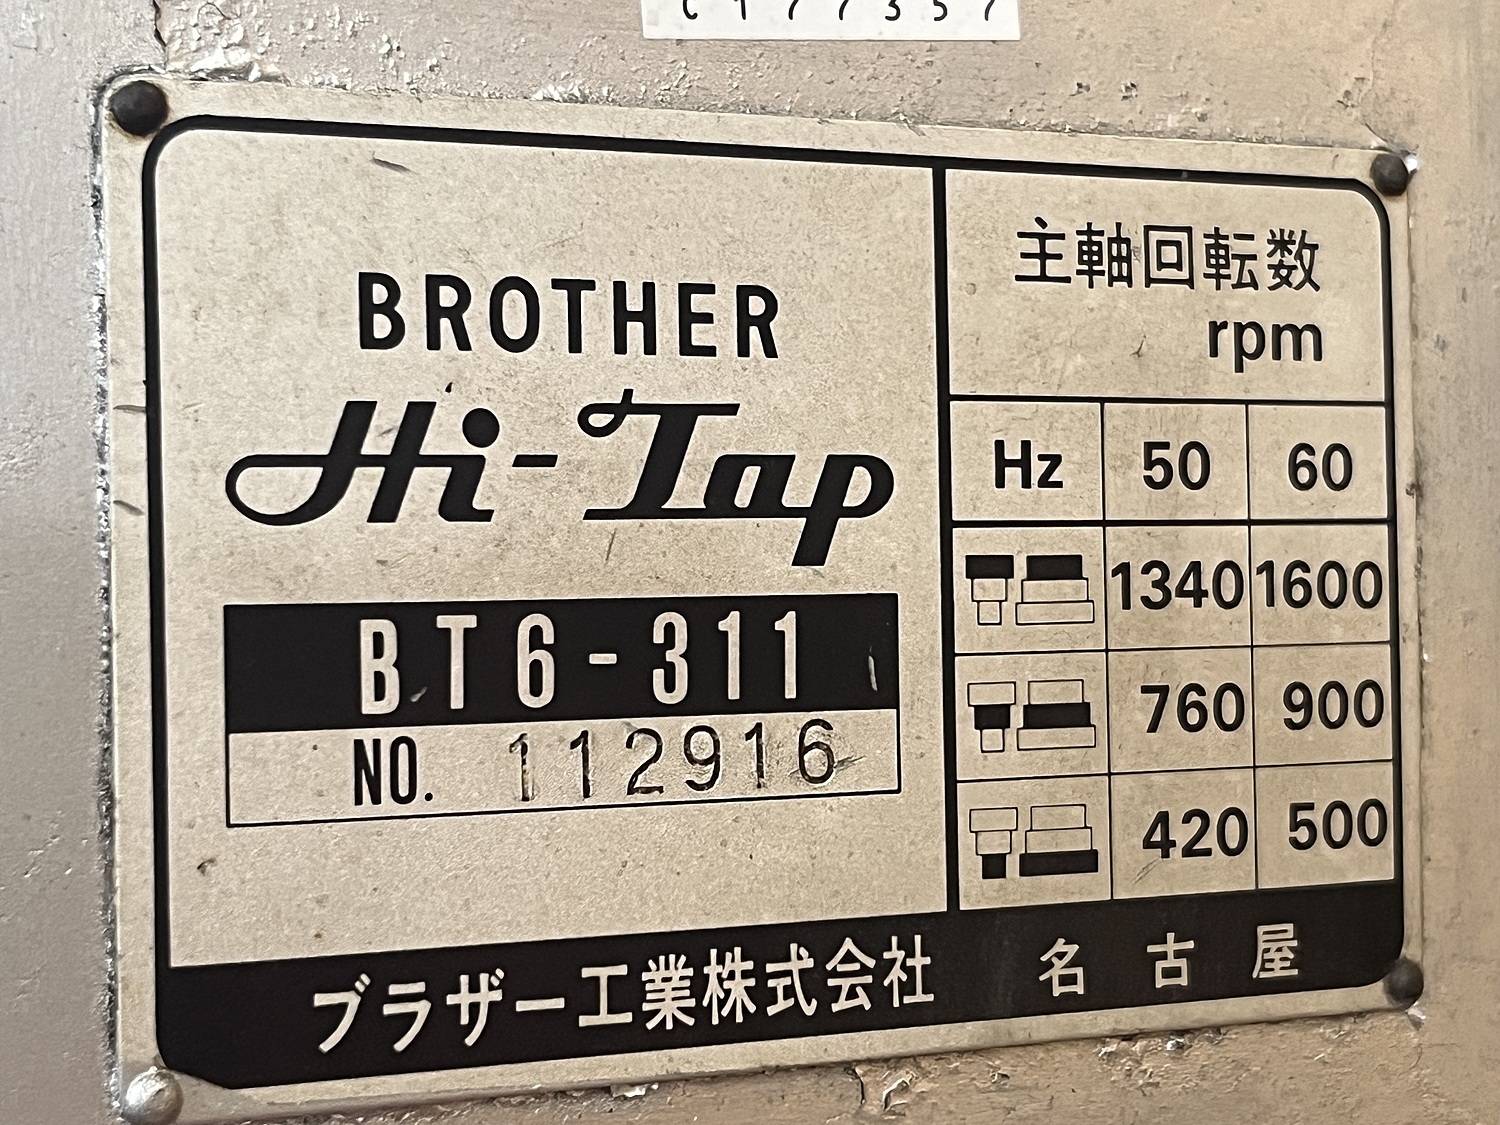 BROTHER
Hi-Tap
BT6-311
NO. 112916
主軸回転数
rpm
Hz 50 60
1340 1600
760 900
420 500
ブラザー工業株式会社 名古屋